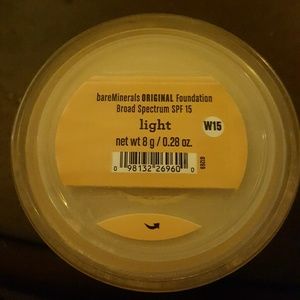 bareMinerals ORIGINAL Foundation
Broad Spectrum SPF 15
light
W15
net wt 8 g / 0.28 oz.
0 98132 26960 0